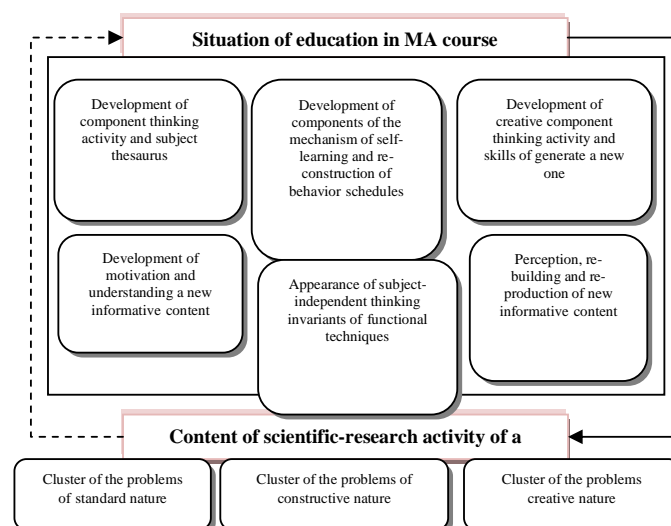 Situation of education in MA course
Development of
component thinking
activity and subject
thesaurus
Development of
components of the
mechanism of self-
learning and re-
construction of
behavior schedules
Development of
creative component
thinking activity and
skills of generate a new
one
Development of
motivation and
understanding a new
informative content
Appearance of subject-
independent thinking
invariants of functional
techniques
Perception, re-
building and re-
production of new
informative content
Content of scientific-research activity of a
Cluster of the problems
of standard nature
Cluster of the problems of
constructive nature
Cluster of the problems
creative nature